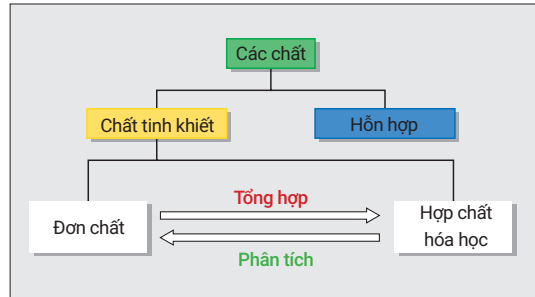 Các chất
Chất tinh khiết
Hỗn hợp
Tổng hợp
Đơn chất
Hợp chất
hóa học
Phân tích